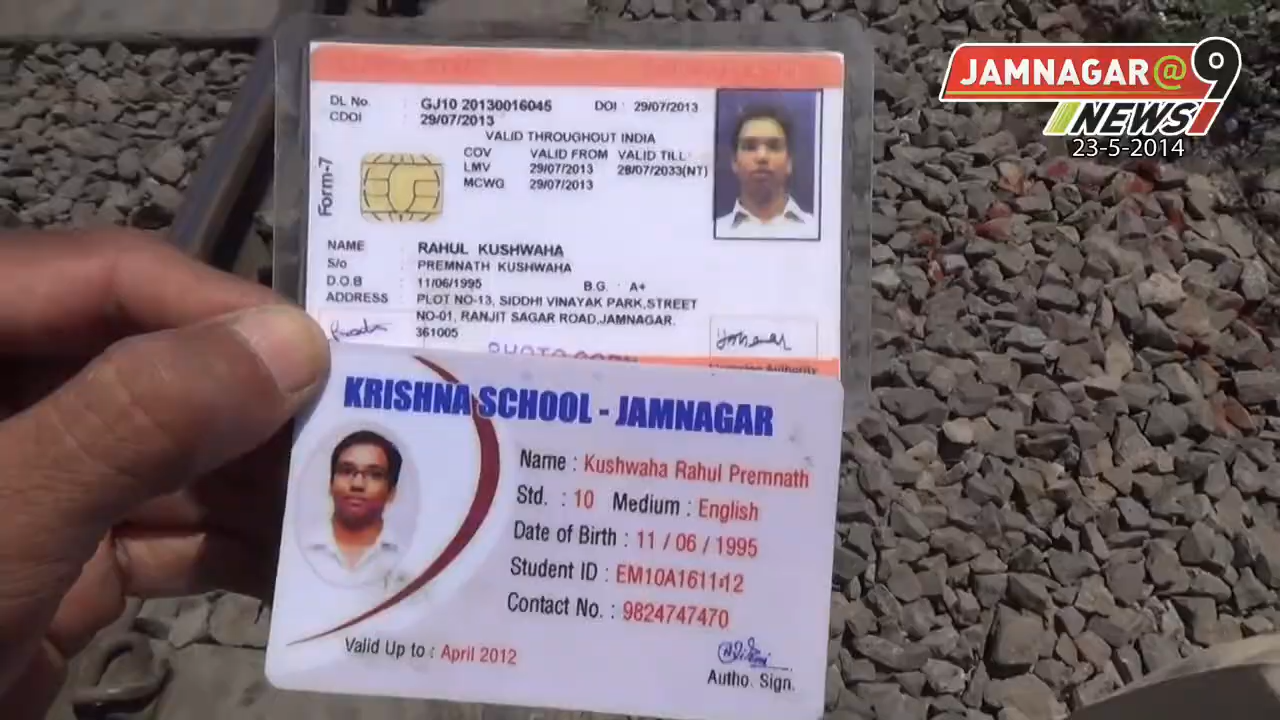 JAMNAGAR@9
NEWS
23-5-2014
DL No. : GJ10 20130016045 DOI : 29/07/2013
CDOI : 29/07/2013
VALID THROUGHOUT INDIA
COV VALID FROM VALID TILL
LMV 29/07/2013 28/07/2033(NT)
MCWG 29/07/2013
Form-7
NAME : RAHUL KUSHWAHA
S/o : PREMNATH KUSHWAHA
D.O.B : 11/06/1995 B.G. : A+
ADDRESS : PLOT NO-13, SIDDHI VINAYAK PARK,STREET
NO-01, RANJIT SAGAR ROAD,JAMNAGAR.
361005
KRISHNA SCHOOL - JAMNAGAR
Name : Kushwaha Rahul Premnath
Std. : 10 Medium : English
Date of Birth : 11 / 06 / 1995
Student ID : EM10A161112
Contact No. : 9824747470
Valid Up to : April 2012
Autho. Sign.